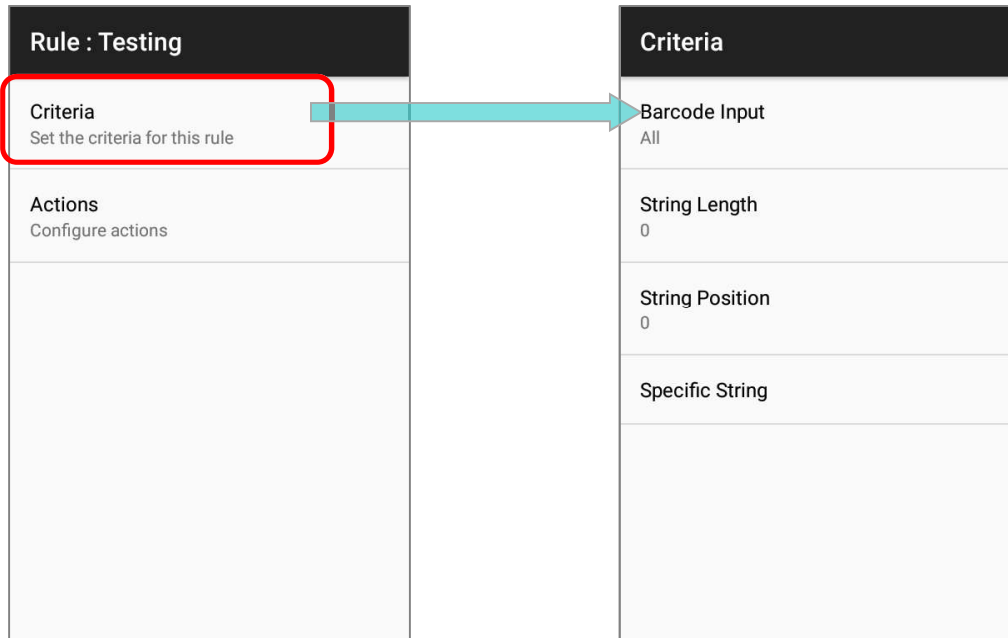 Rule : Testing
Criteria
Set the criteria for this rule
Actions
Configure actions
Criteria
Barcode Input
All
String Length
0
String Position
0
Specific String